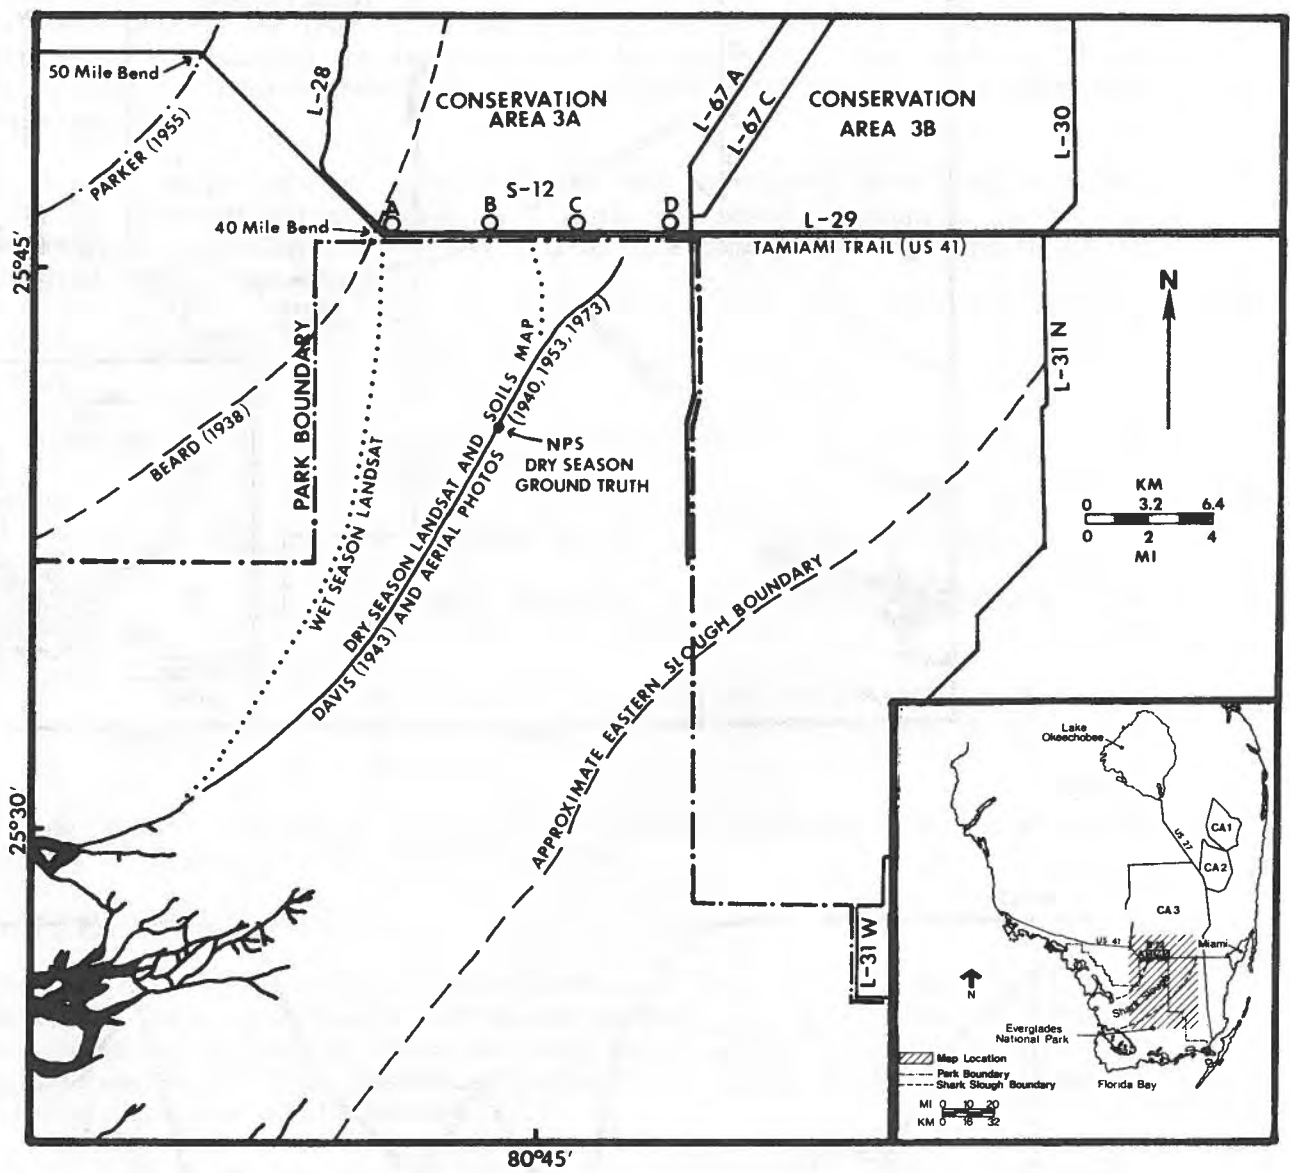 50 Mile Bend
PARKER (1955)
L-28
CONSERVATION
AREA 3A
L-67 A
L-67 C
CONSERVATION
AREA 3B
L-30
S-12
A
B
C
D
40 Mile Bend
L-29
TAMIAMI TRAIL (US 41)
25°45'
PARK BOUNDARY
BEARD (1938)
WET SEASON LANDSAT
DRY SEASON LANDSAT AND SOILS MAP
DAVIS (1943) AND AERIAL PHOTOS (1940, 1953, 1973)
NPS
DRY SEASON
GROUND TRUTH
L-31 N
N
KM
0 3.2 6.4
0 2 4
MI
APPROXIMATE EASTERN SLOUGH BOUNDARY
25°30'
L-31 W
80°45'
Lake
Okeechobee
US 27
CA1
CA2
CA3
US 41
Miami
Shark Slough
N
Everglades
National Park
Map Location
Park Boundary
Shark Slough Boundary
Florida Bay
MI 0 10 20
KM 0 16 32